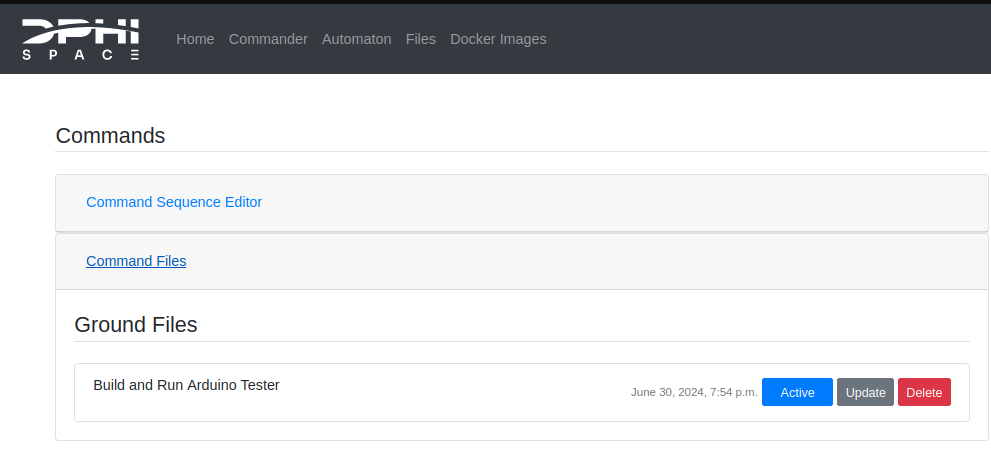 DPHI
SPACE
Home Commander Automaton Files Docker Images
Commands
Command Sequence Editor
Command Files
Ground Files
Build and Run Arduino Tester
June 30, 2024, 7:54 p.m. Active Update Delete